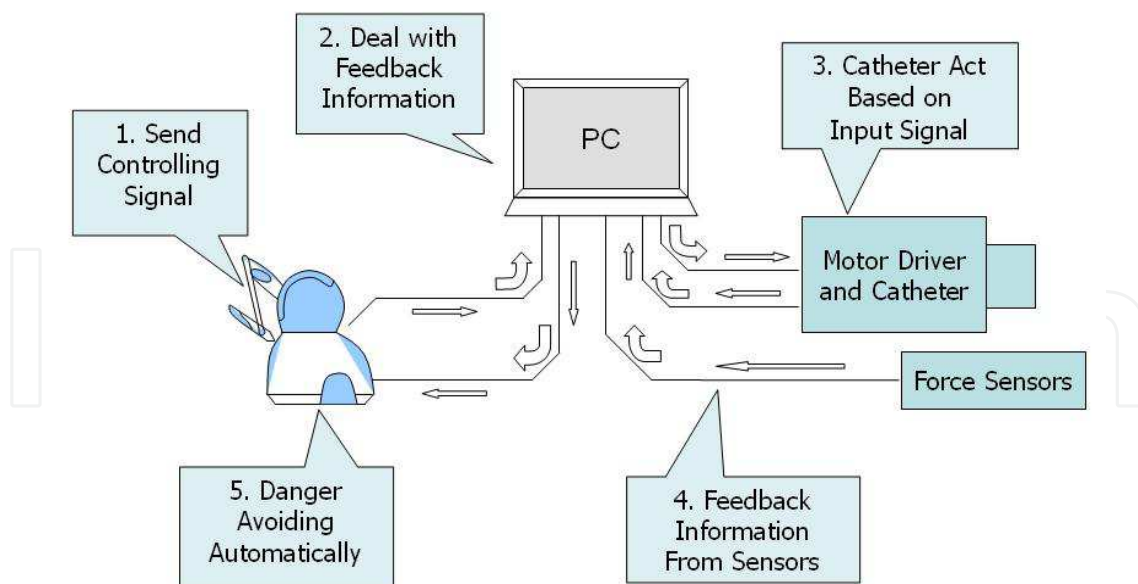 1. Send
Controlling
Signal
2. Deal with
Feedback
Information
PC
3. Catheter Act
Based on
Input Signal
Motor Driver
and Catheter
Force Sensors
4. Feedback
Information
From Sensors
5. Danger
Avoiding
Automatically